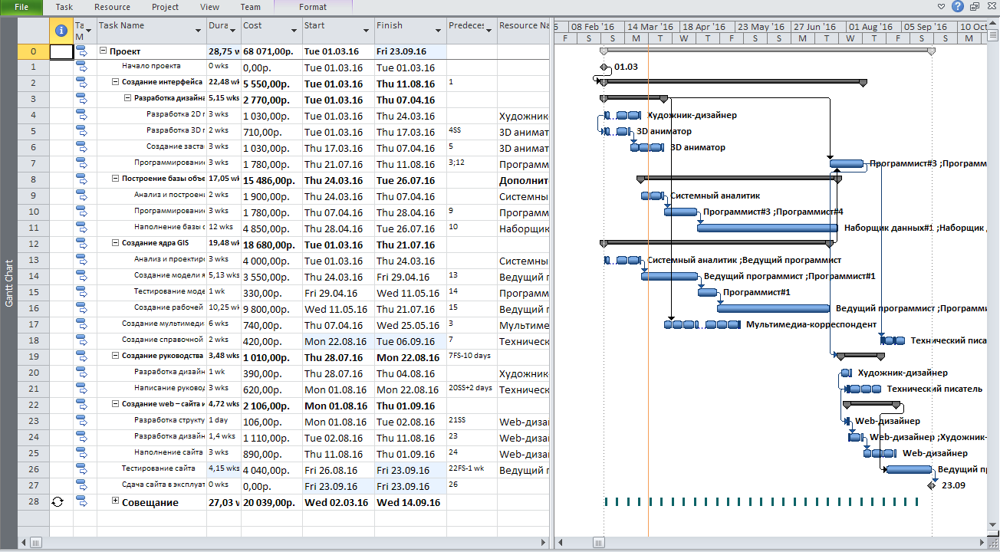 File Task Resource Project View Team Format
Ta M Task Name Dura Cost Start Finish Predeces Resource Na
08 Feb '16 14 Mar '16 18 Apr '16 23 May '16 27 Jun '16 01 Aug '16 05 Sep '16 10 Oct
F S S M T W T F S S M T W T F S S M
0 Проект 28,75 w 68 071,00р. Tue 01.03.16 Fri 23.09.16
1 Начало проекта 0 wks 0,00р. Tue 01.03.16 Tue 01.03.16 01.03
2 Создание интерфейса 22,48 wk 5 550,00р. Tue 01.03.16 Thu 11.08.16 1
3 Разработка дизайна 5,15 wks 2 770,00р. Tue 01.03.16 Thu 07.04.16
4 Разработка 2D 3 wks 1 030,00р. Tue 01.03.16 Thu 24.03.16 Художник- Художник-дизайнер
5 Разработка 3D 2 wks 710,00р. Tue 01.03.16 Thu 17.03.16 4SS 3D анимат 3D аниматор
6 Создание заста 3 wks 1 030,00р. Thu 17.03.16 Thu 07.04.16 5 3D анимат 3D аниматор
7 Программирование 3 wks 1 780,00р. Thu 21.07.16 Thu 11.08.16 3;12 Программ Программист#3 ;Программ
8 Построение базы объе 17,05 wk 15 486,00р. Thu 24.03.16 Tue 26.07.16 Дополнит
9 Анализ и построен 2 wks 1 900,00р. Thu 24.03.16 Thu 07.04.16 Системны Системный аналитик
10 Программирование 3 wks 1 780,00р. Thu 07.04.16 Thu 28.04.16 9 Програм Программист#3 ;Программист#4
11 Наполнение базы 12 wks 4 850,00р. Thu 28.04.16 Tue 26.07.16 10 Наборщик Наборщик данных#1 ;Наборщик
12 Создание ядра GIS 19,48 wk 18 680,00р. Tue 01.03.16 Thu 21.07.16
13 Анализ и проектиро 3 wks 4 000,00р. Tue 01.03.16 Thu 24.03.16 Системны Системный аналитик ;Ведущий программист
14 Создание модели я 5,13 wks 3 550,00р. Thu 24.03.16 Fri 29.04.16 13 Ведущий Ведущий программист ;Программист#1
15 Тестирование моде 1 wk 330,00р. Fri 29.04.16 Wed 11.05.16 14 Програм Программист#1
16 Создание рабочей 10,25 wk 9 800,00р. Wed 11.05.16 Thu 21.07.16 15 Ведущий Ведущий программист ;Програм
17 Создание мультимеди 6 wks 740,00р. Thu 07.04.16 Wed 25.05.16 3 Мультиме Мультимедиа-корреспондент
18 Создание справочной 2 wks 420,00р. Mon 22.08.16 Tue 06.09.16 7 Техническ Технический писа
19 Создание руководства 3,48 wks 1 010,00р. Thu 28.07.16 Mon 22.08.16 7FS-10 days
20 Разработка дизайн 1 wk 390,00р. Thu 28.07.16 Thu 04.08.16 Художник- Художник-дизайнер
21 Написание руковод 3 wks 620,00р. Mon 01.08.16 Mon 22.08.16 20SS+2 days Техническ Технический писатель
22 Создание web – сайта и 4,72 wks 2 106,00р. Mon 01.08.16 Thu 01.09.16
23 Разработка структу 1 day 106,00р. Mon 01.08.16 Tue 02.08.16 21SS Web-дизай Web-дизайнер
24 Разработка дизайн 1,4 wks 1 110,00р. Tue 02.08.16 Thu 11.08.16 23 Web-дизай Web-дизайнер ;Художник-
25 Наполнение сайта 3 wks 890,00р. Thu 11.08.16 Thu 01.09.16 24 Web-дизай Web-дизайнер
26 Тестирование сайта 4,15 wks 4 040,00р. Fri 26.08.16 Fri 23.09.16 22FS-1 wk Ведущий Ведущий пр
27 Сдача сайта в эксплуат 0 wks 0,00р. Fri 23.09.16 Fri 23.09.16 26 23.09
28 Совещание 27,03 w 20 039,00р. Wed 02.03.16 Wed 14.09.16
Gantt Chart